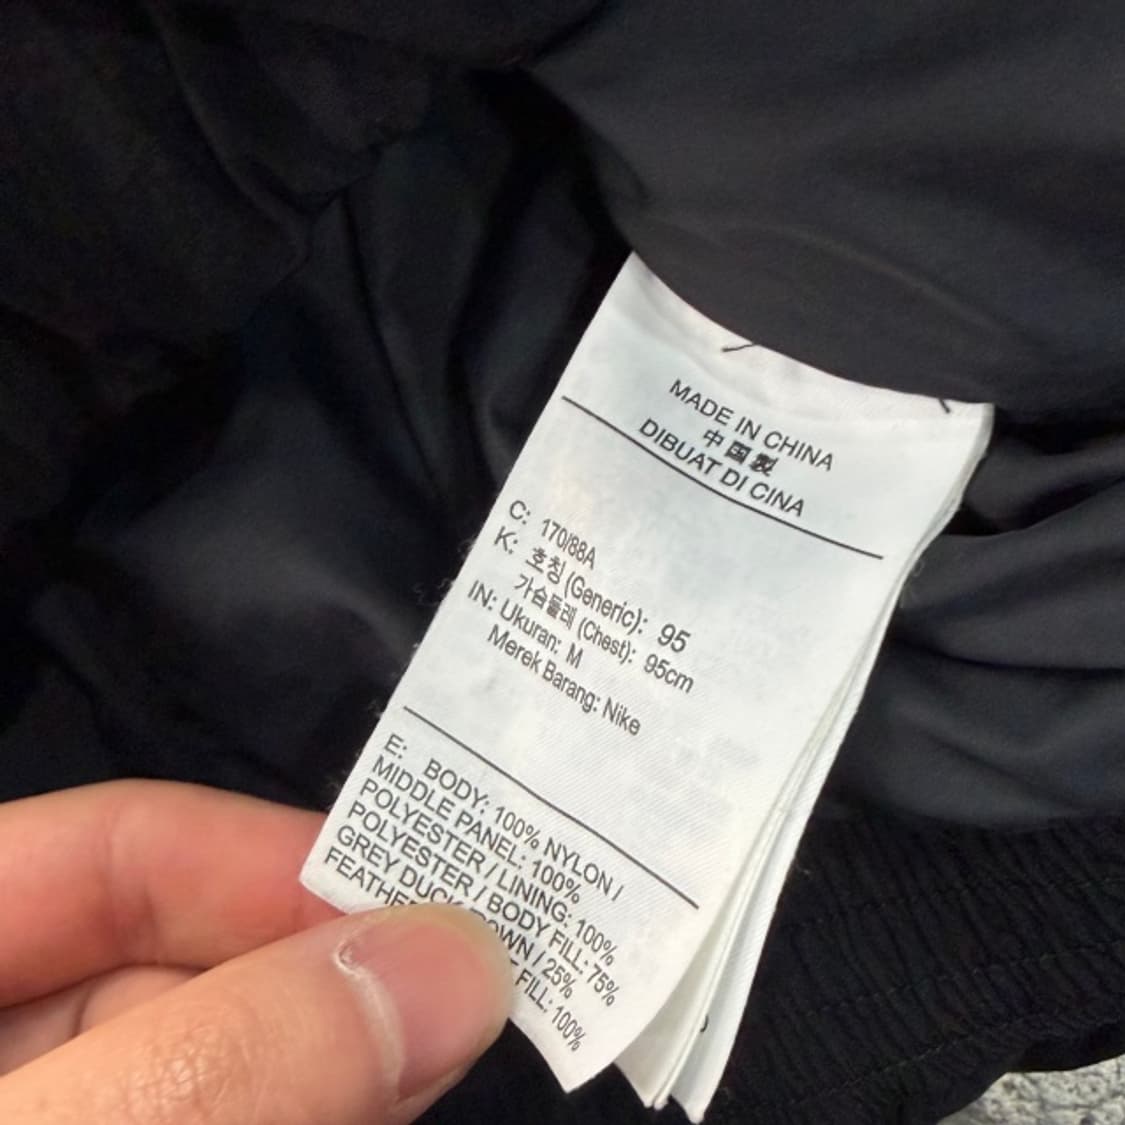 MADE IN CHINA
中国製
DIBUAT DI CINA
C: 170/88A
K: 호칭 (Generic): 95
가슴둘레 (Chest): 95cm
IN: Ukuran: M
Merek Barang: Nike
E: BODY: 100% NYLON /
MIDDLE PANEL: 100%
POLYESTER / LINING: 100%
POLYESTER / BODY FILL: 75%
GREY DUCK DOWN / 25%
FILL: 100%